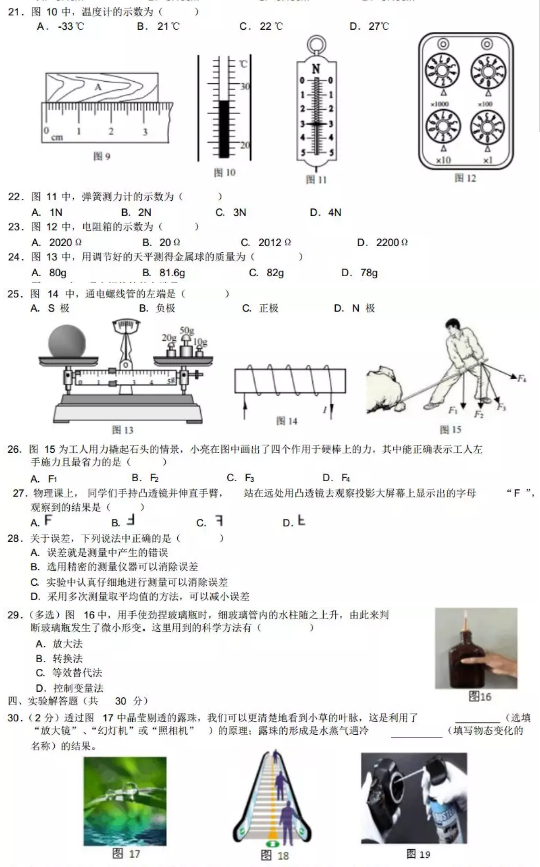 21. 图 10 中，温度计的示数为（ ）
A. -33℃ B. 21℃ C. 22℃ D. 27℃
A
0 1 2 3
cm
图 9
℃
30
20
图 10
N
0 0
1 1
2 2
3 3
4 4
5 5
图 11
×1000 ×100
×10 ×1
图 12
22. 图 11 中，弹簧测力计的示数为（ ）
A. 1N B. 2N C. 3N D. 4N
23. 图 12 中，电阻箱的示数为（ ）
A. 2020Ω B. 20Ω C. 2012Ω D. 2200Ω
24. 图 13 中，用调节好的天平测得金属球的质量为（ ）
A. 80g B. 81.6g C. 82g D. 78g
25. 图 14 中，通电螺线管的左端是（ ）
A. S 极 B. 负极 C. 正极 D. N 极
20g 50g 10g
0 1 2 3 4 5g
图 13
I
图 14
F₁ F₂ F₃ F₄
图 15
26. 图 15 为工人用力撬起石头的情景，小亮在图中画出了四个作用于硬棒上的力，其中能正确表示工人左
手施力且最省力的是（ ）
A. F₁ B. F₂ C. F₃ D. F₄
27. 物理课上，同学们手持凸透镜并伸直手臂， 站在远处用凸透镜去观察投影大屏幕上显示出的字母 “F”，
观察到的结果是（ ）
A. F B. C. D.
28. 关于误差，下列说法中正确的是（ ）
A. 误差就是测量中产生的错误
B. 选用精密的测量仪器可以消除误差
C. 实验中认真仔细地进行测量可以消除误差
D. 采用多次测量取平均值的方法，可以减小误差
29.（多选）图 16 中，用手使劲捏玻璃瓶时，细玻璃管内的水柱随之上升，由此来判
断玻璃瓶发生了微小形变。这里用到的科学方法有（ ）
A. 放大法
B. 转换法
C. 等效替代法
D. 控制变量法
图16
四、实验解答题（共 30 分）
30.（2 分）透过图 17 中晶莹剔透的露珠，我们可以更清楚地看到小草的叶脉，这是利用了 ________（选填
“放大镜”、“幻灯机”或“照相机” ）的原理；露珠的形成是水蒸气遇冷 ________（填写物态变化的
名称）的结果。
图 17
图 18
图 19